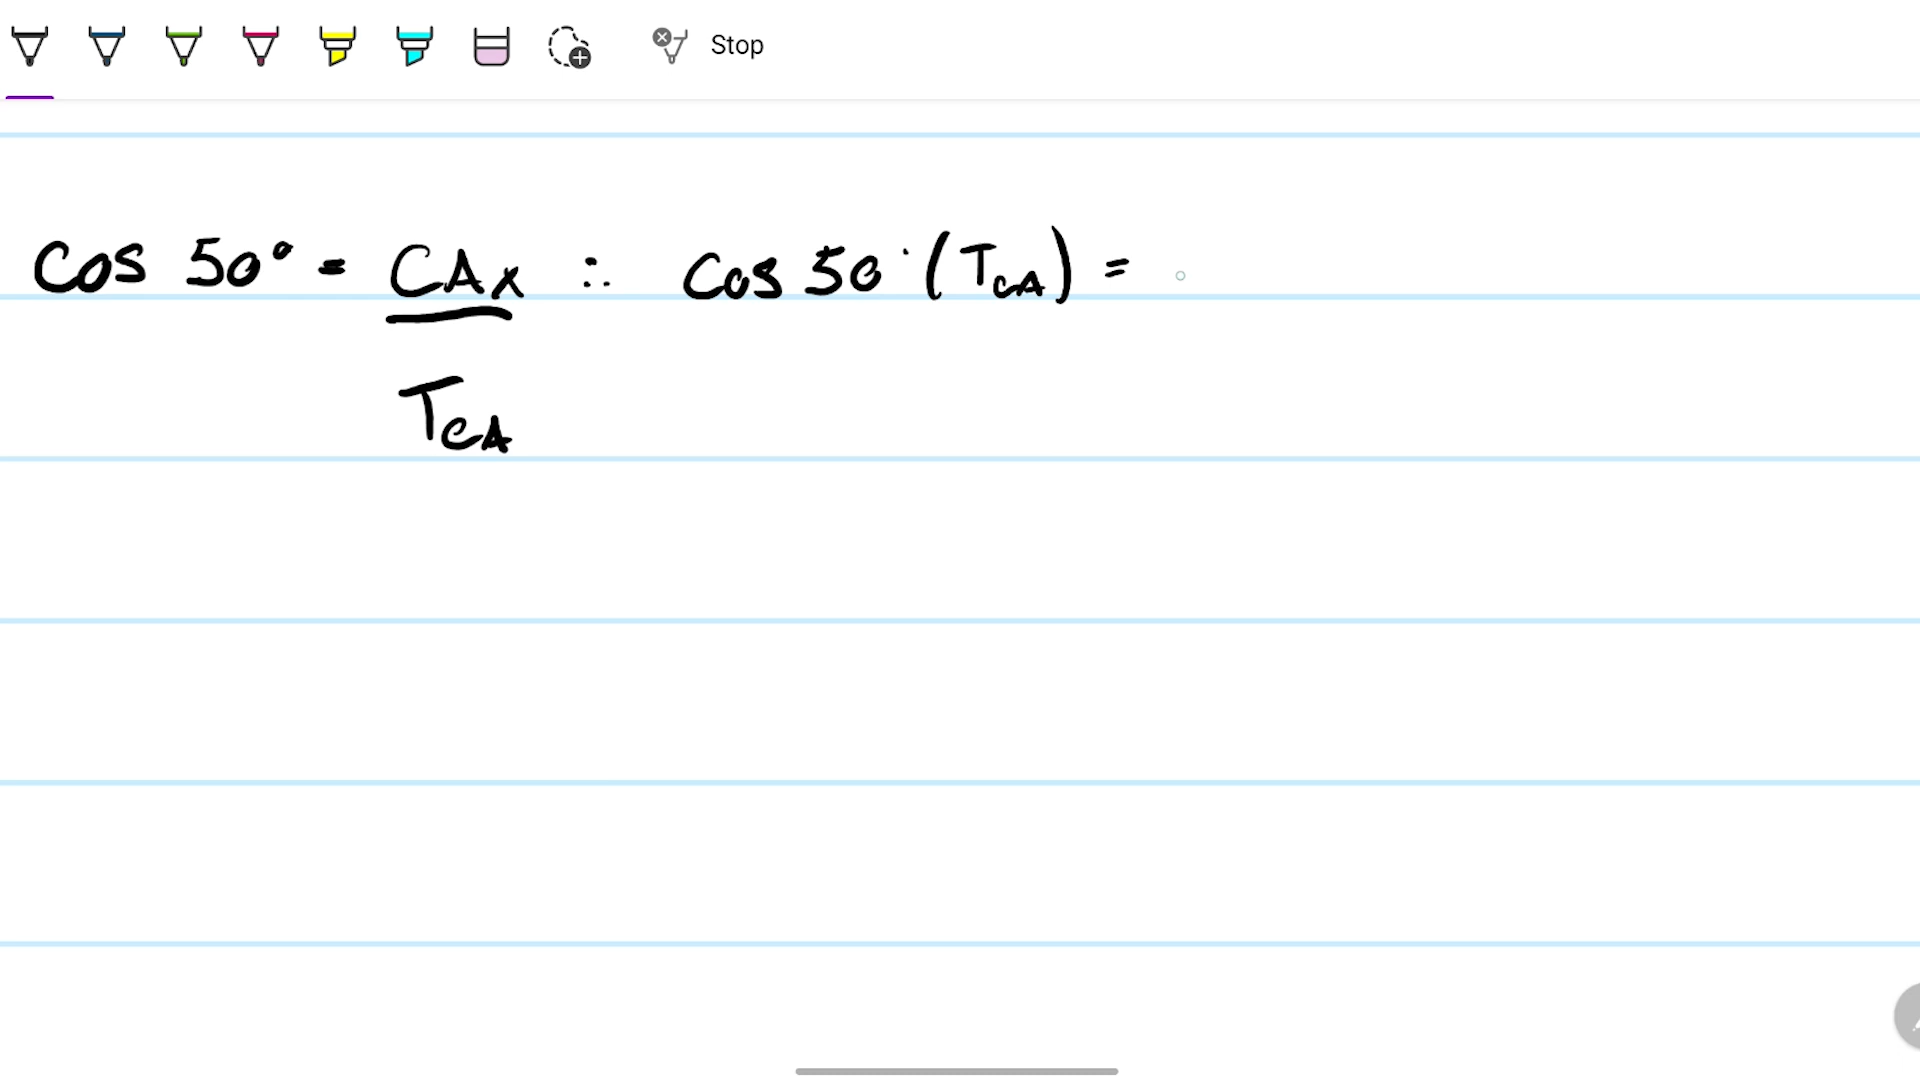 Stop
Cos 50° = CAx ∴ Cos 50° (TCA) =
TCA